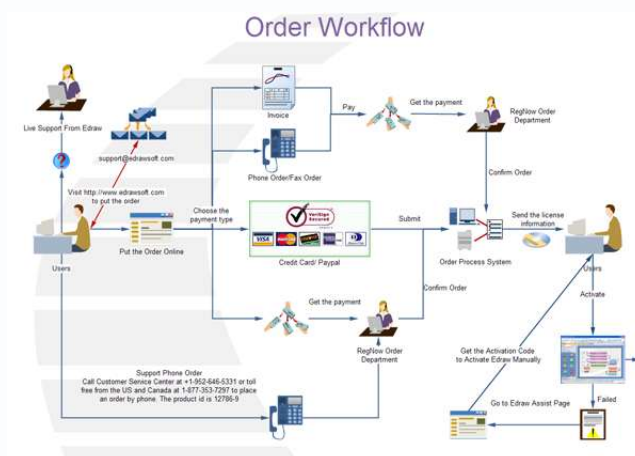 Order Workflow
Live Support From Edraw
support@edrawsoft.com
Visit http://www.edrawsoft.com
to put the order
Users
Put the Order Online
Choose the
payment type
Invoice
Phone Order/Fax Order
Pay
Get the payment
RegNow Order
Department
Confirm Order
VeriSign
Secured
VISA
Credit Card/ Paypal
Submit
Order Process System
Send the license
information
Users
Get the payment
RegNow Order
Department
Confirm Order
Activate
Get the Activation Code
to Activate Edraw Manually
Failed
Go to Edraw Assist Page
Support Phone Order
Call Customer Service Center at +1-952-646-5331 or toll
free from the US and Canada at 1-877-353-7297 to place
an order by phone. The product id is 12786-9